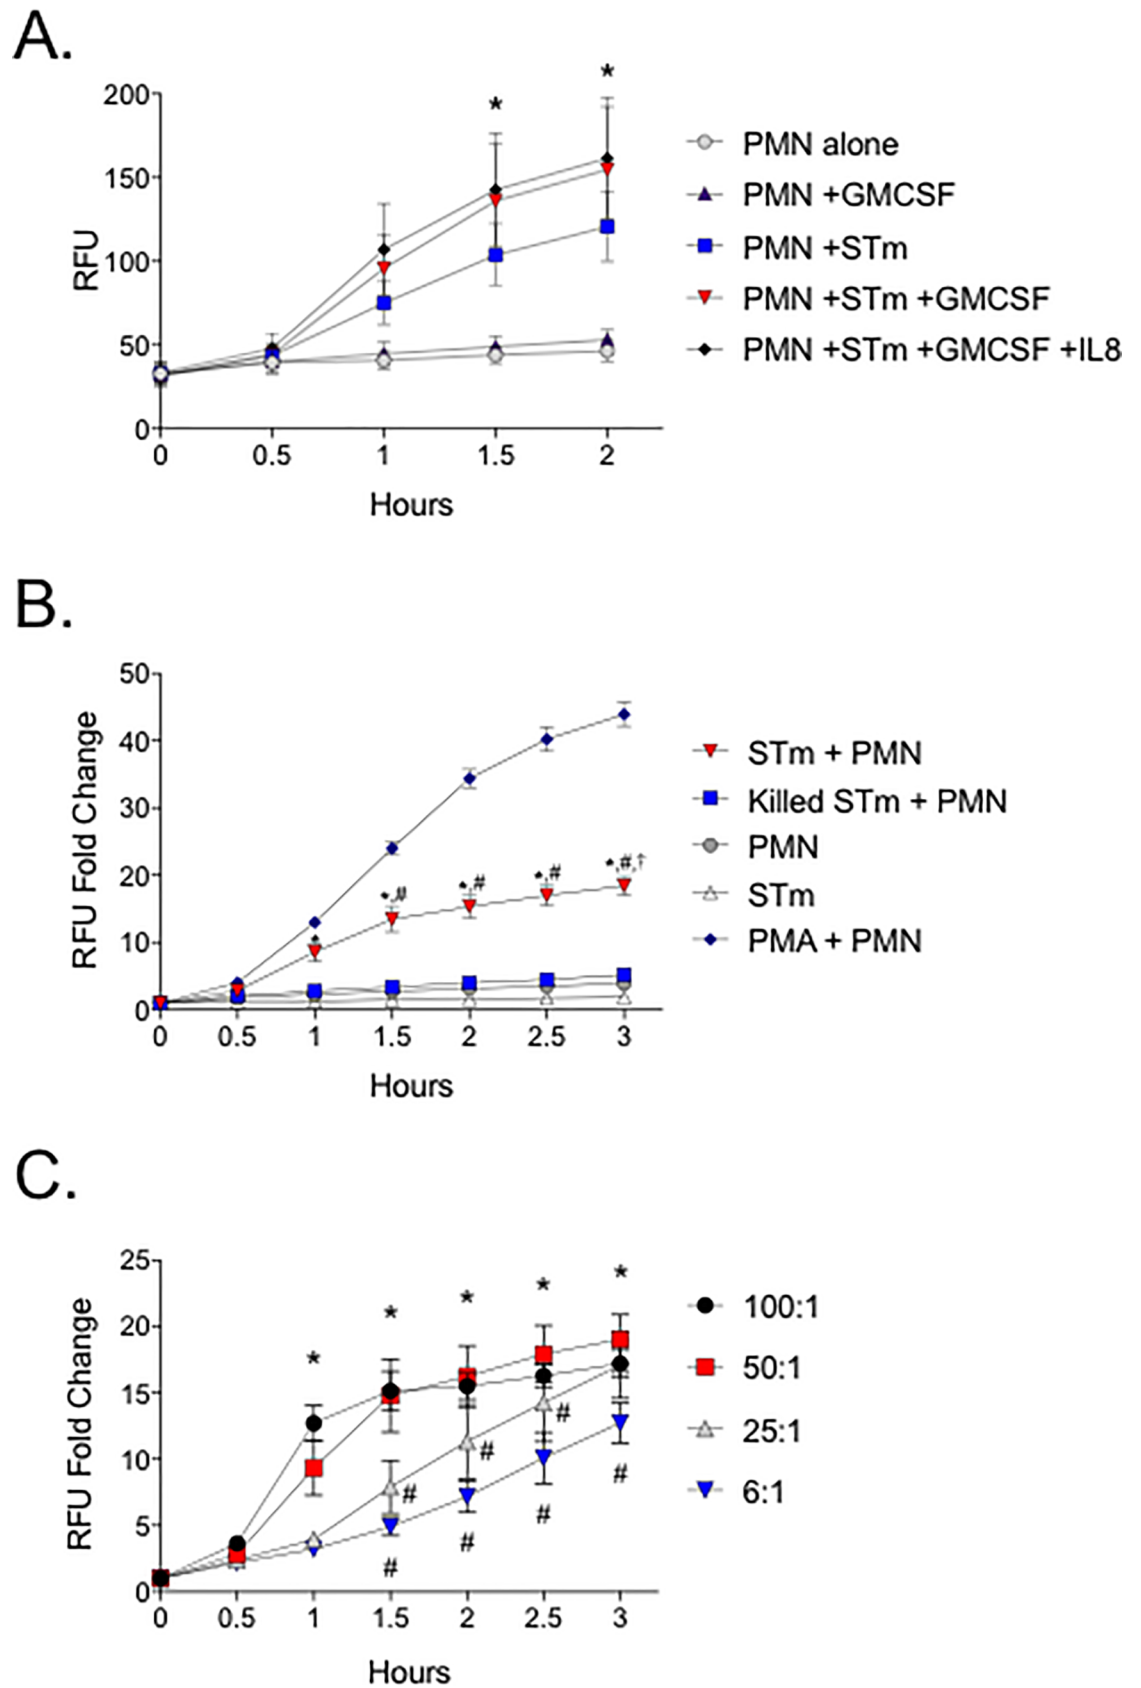 A.
*
*
200
150
100
50
0
RFU
0 0.5 1 1.5 2
Hours
PMN alone
PMN +GMCSF
PMN +STm
PMN +STm +GMCSF
PMN +STm +GMCSF +IL8
B.
50
40
30
20
10
0
RFU Fold Change
*
*,#
*,#
*,#
*,#,†
0 0.5 1 1.5 2 2.5 3
Hours
STm + PMN
Killed STm + PMN
PMN
STm
PMA + PMN
C.
25
20
15
10
5
0
RFU Fold Change
* * * * *
# # #
# # # #
0 0.5 1 1.5 2 2.5 3
Hours
100:1
50:1
25:1
6:1